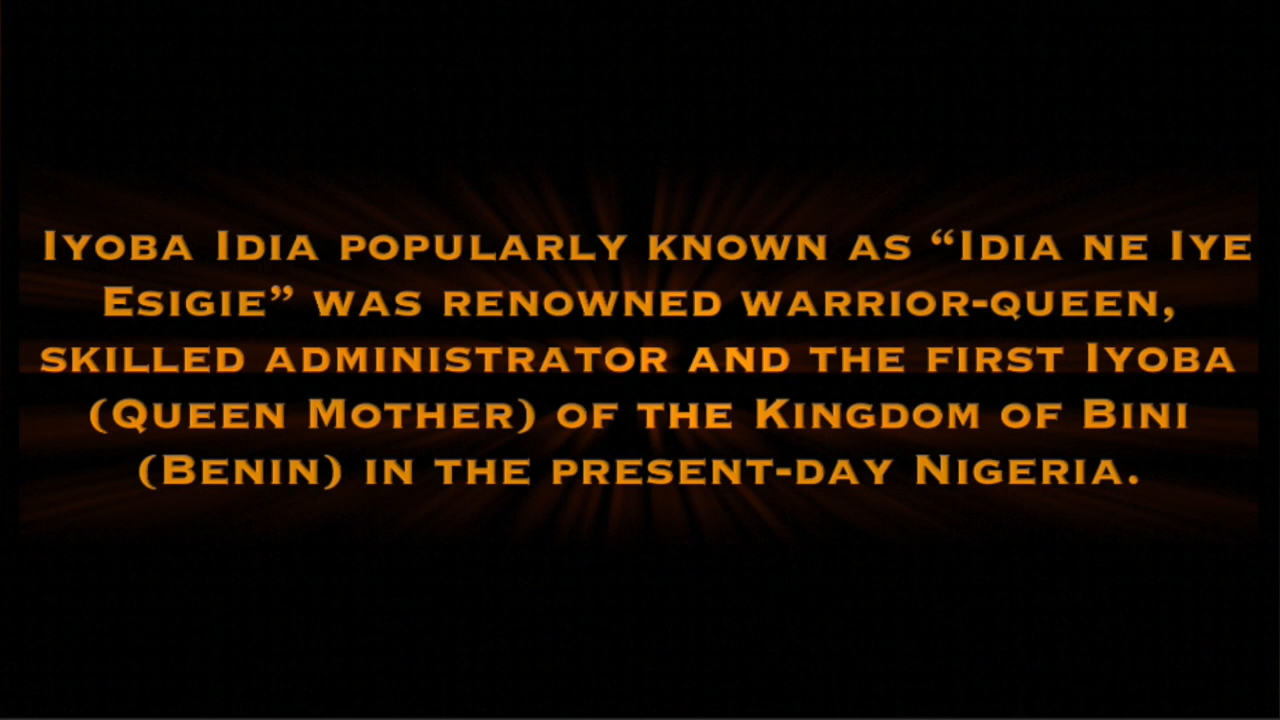 Iyoba Idia popularly known as “Idia ne Iye
Esigie” was renowned warrior-queen,
skilled administrator and the first Iyoba
(Queen Mother) of the Kingdom of Bini
(Benin) in the present-day Nigeria.